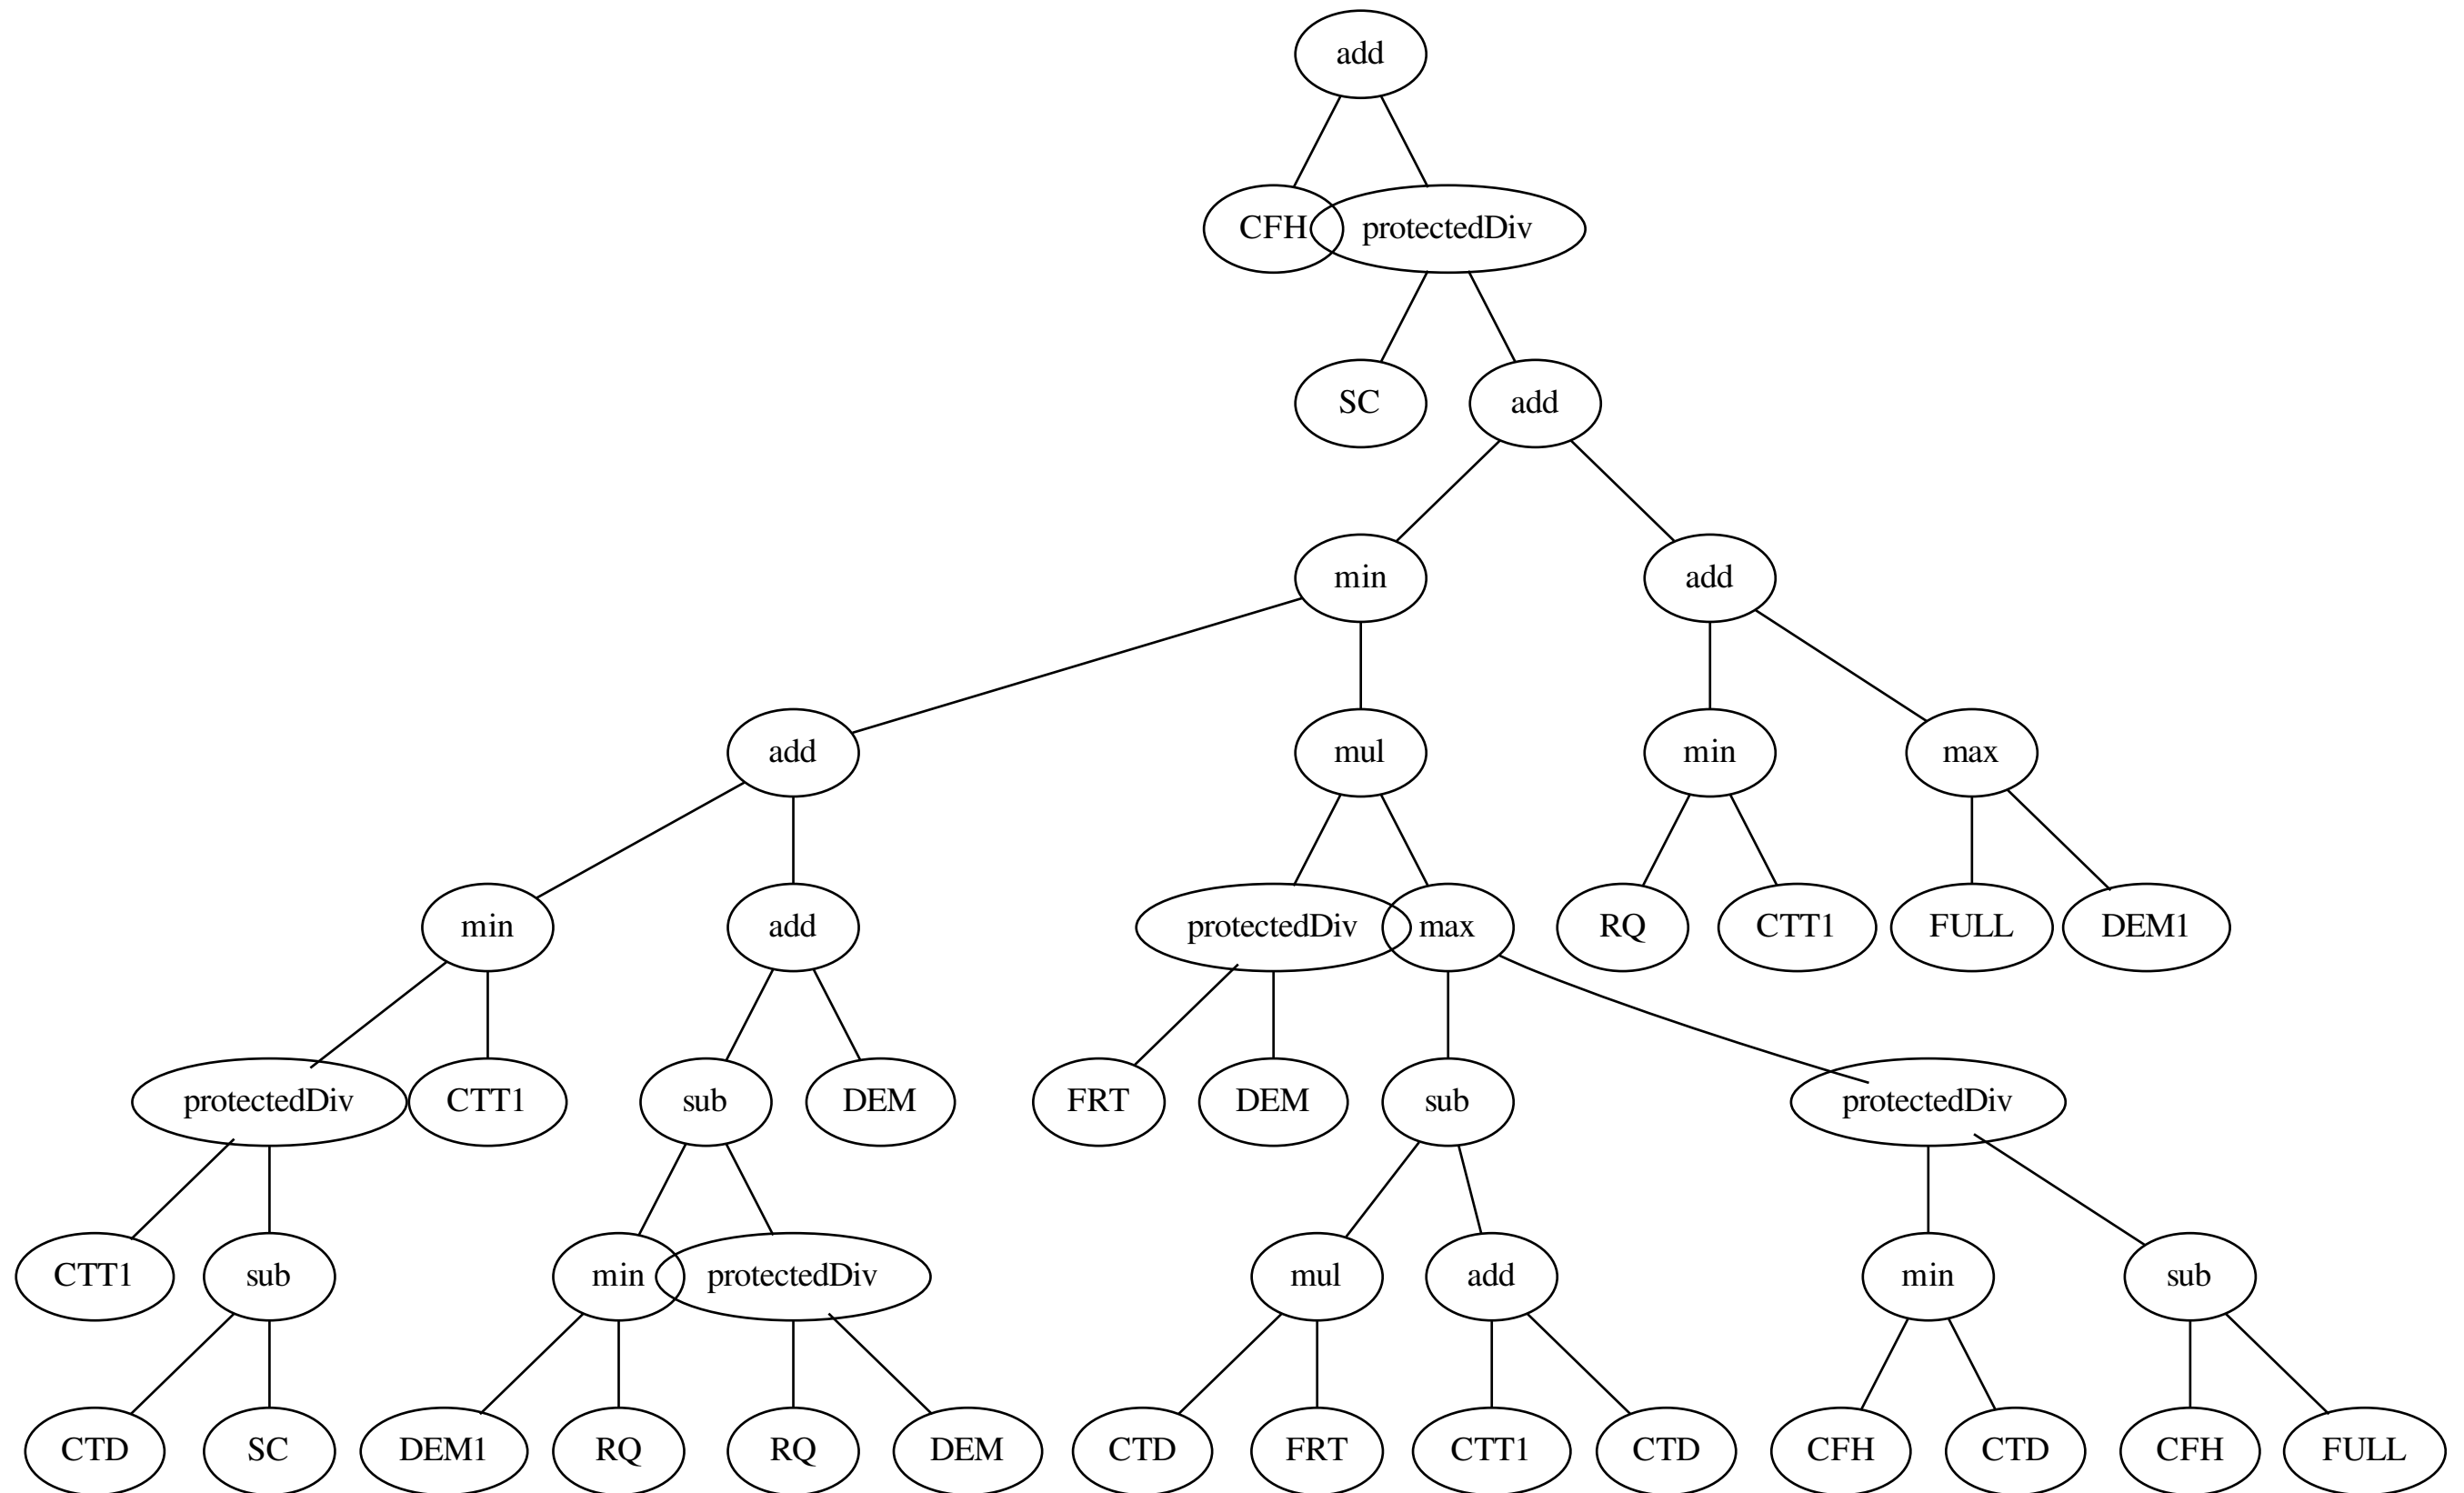 add
CFH protectedDiv
SC add
min add
add mul min max
min add protectedDiv max RQ CTT1 FULL DEM1
protectedDiv CTT1 sub DEM FRT DEM sub protectedDiv
CTT1 sub min protectedDiv mul add min sub
CTD SC DEM1 RQ RQ DEM CTD FRT CTT1 CTD CFH CTD CFH FULL